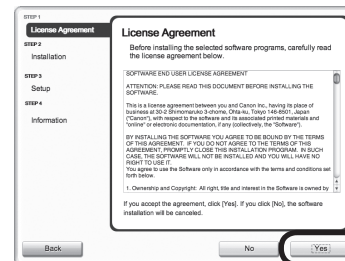 STEP 1
License Agreement
STEP 2
Installation
STEP 3
Setup
STEP 4
Information
License Agreement
Before installing the selected software programs, carefully read
the license agreement below.
SOFTWARE END USER LICENSE AGREEMENT
ATTENTION: PLEASE READ THIS DOCUMENT BEFORE INSTALLING THE
SOFTWARE.
This is a license agreement between you and Canon Inc., having its place of
business at 30-2 Shimomaruko 3-chome, Ohta-ku, Tokyo 146-8501, Japan
("Canon"), with respect to the software and its associated printed materials and
"online" or electronic documentation, if any (collectively, the "Software").
BY INSTALLING THE SOFTWARE YOU AGREE TO BE BOUND BY THE TERMS
OF THIS AGREEMENT. IF YOU DO NOT AGREE TO THE TERMS OF THIS
AGREEMENT, PROMPTLY CLOSE THIS INSTALLATION PROGRAM. IN SUCH
CASE, THE SOFTWARE WILL NOT BE INSTALLED AND YOU WILL HAVE NO
RIGHT TO USE IT.
You agree to use the Software only in accordance with the terms and conditions set
forth below.
1. Ownership and Copyright: All right, title and interest in the Software is owned by
If you accept the agreement, click [Yes]. If you click [No], the software
installation will be canceled.
Back
No
Yes